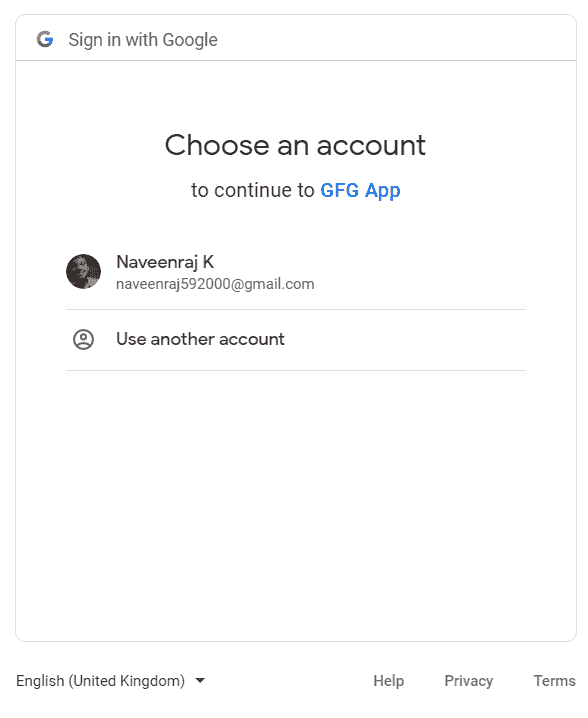 Sign in with Google
Choose an account
to continue to GFG App
Naveenraj K
naveenraj592000@gmail.com
Use another account
English (United Kingdom)
Help
Privacy
Terms